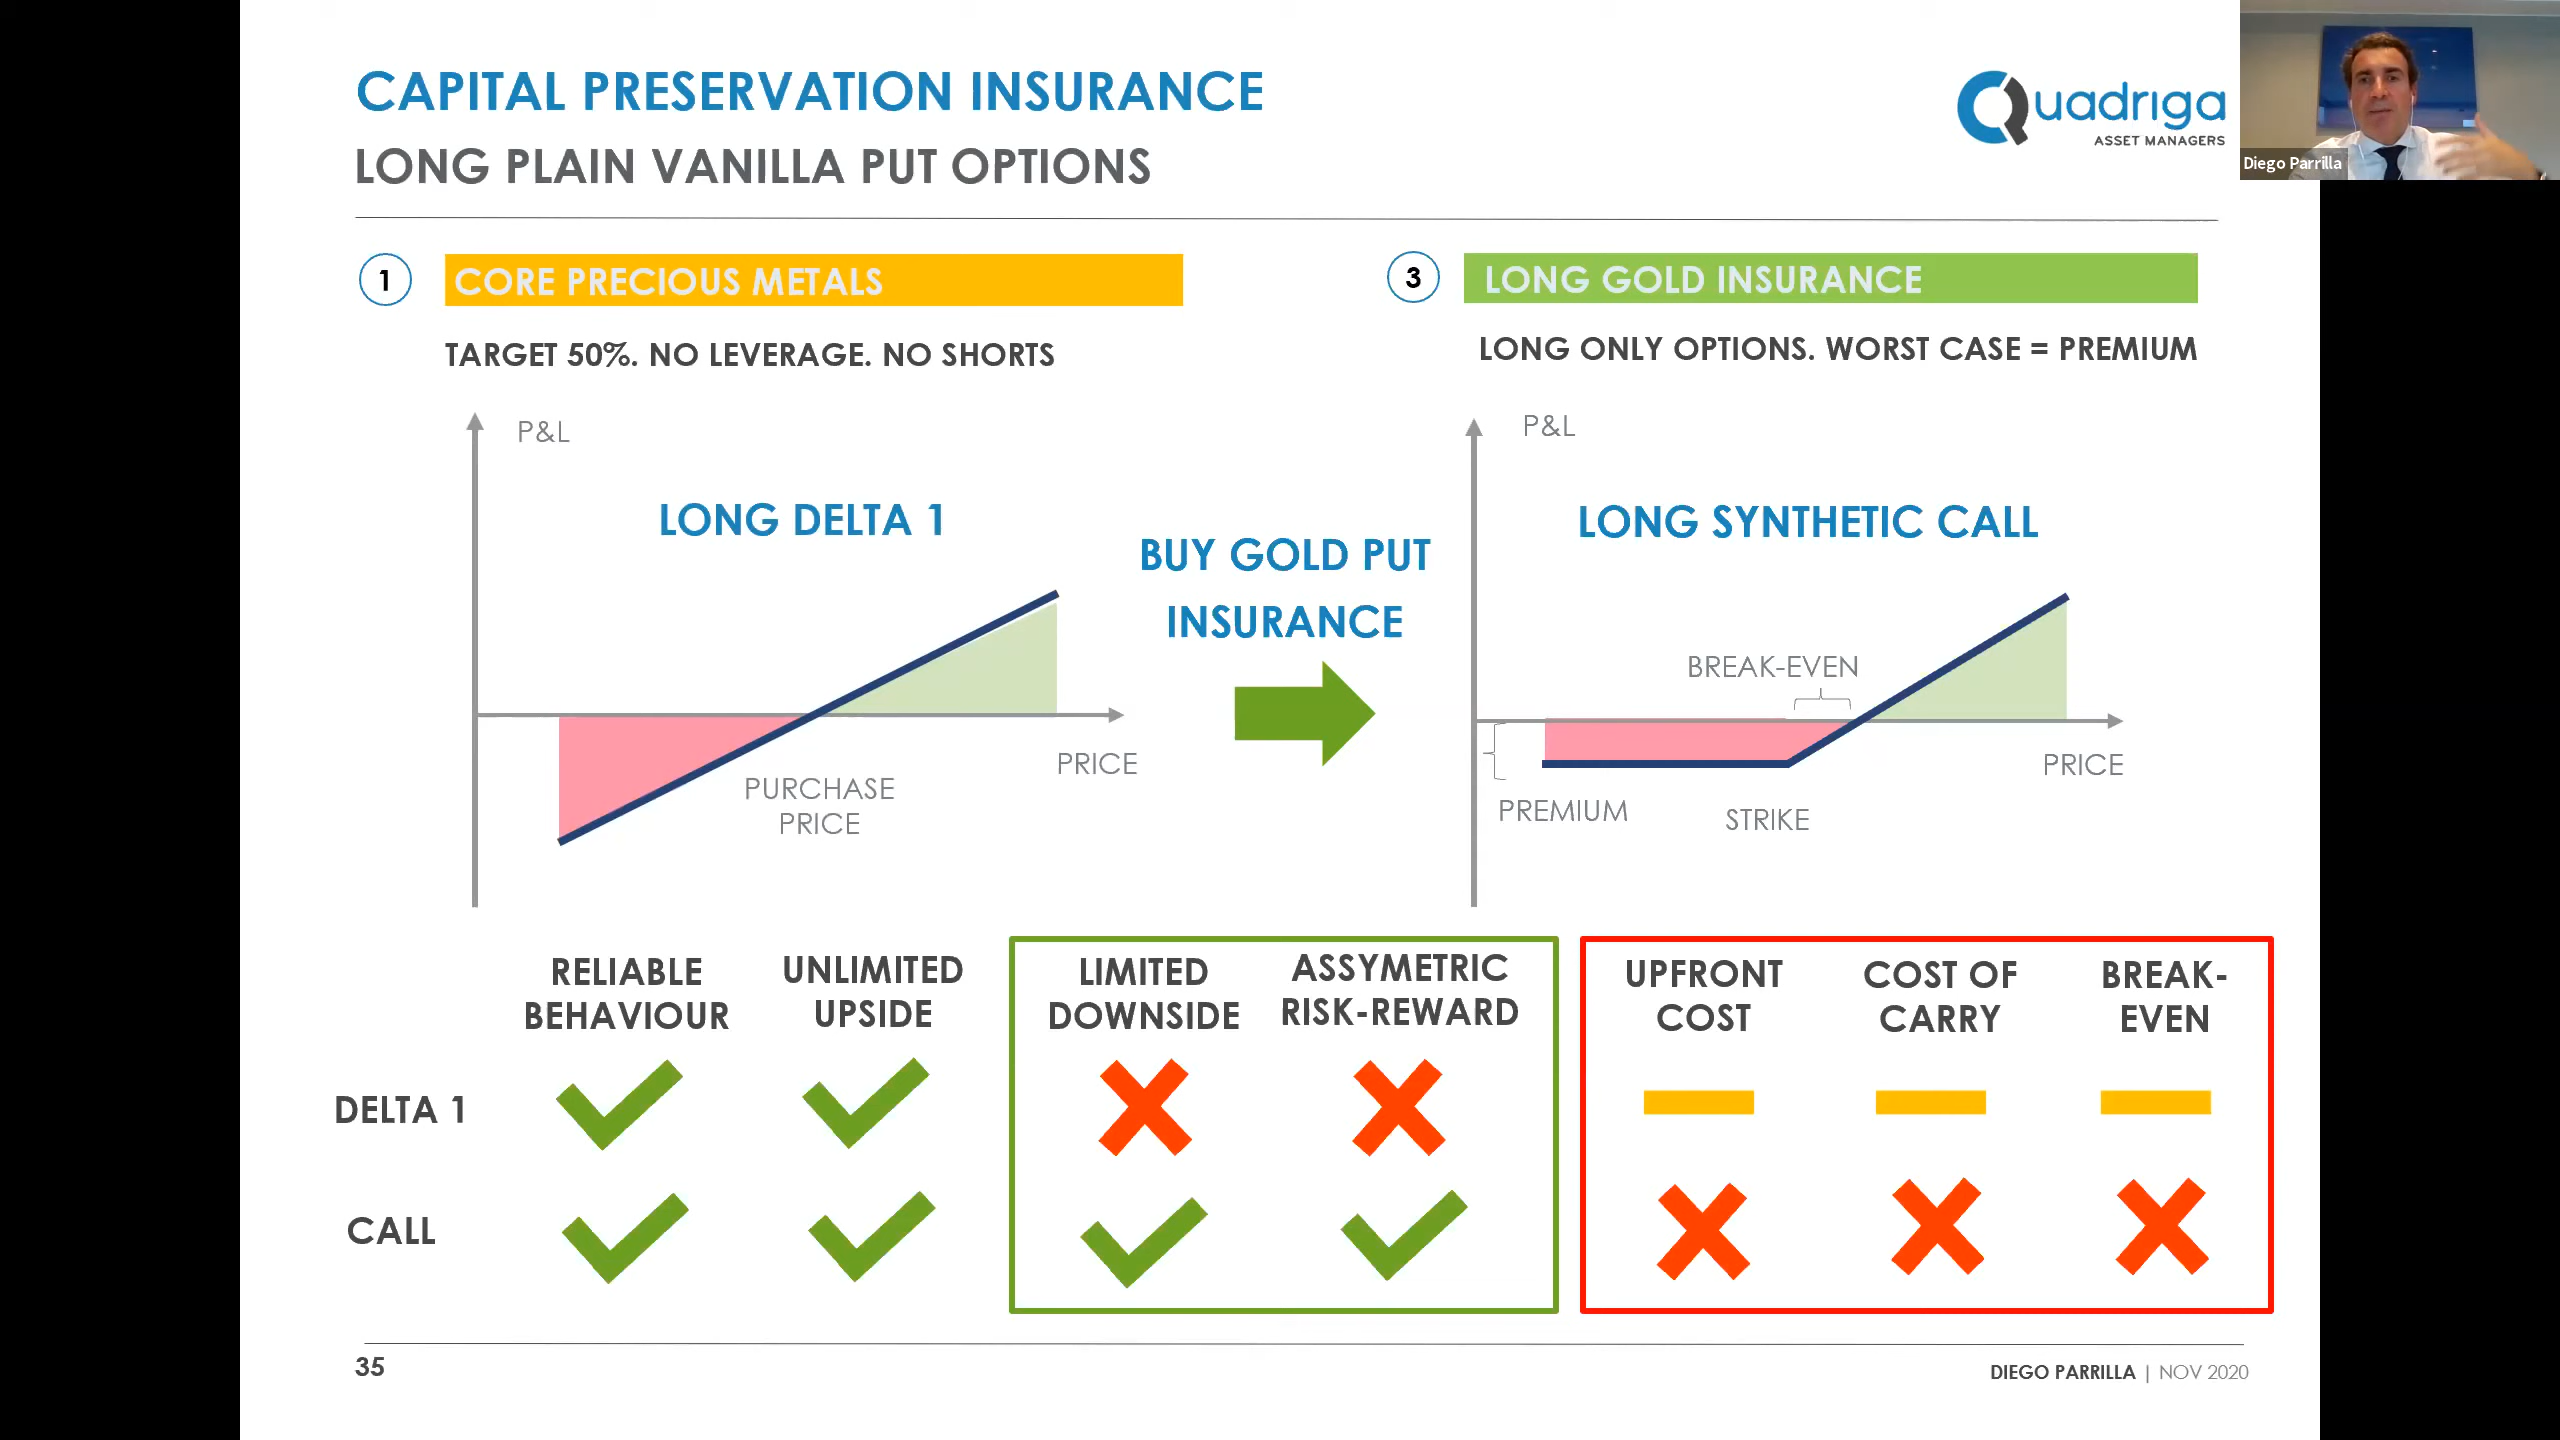 CAPITAL PRESERVATION INSURANCE
LONG PLAIN VANILLA PUT OPTIONS
Quadriga
ASSET MANAGERS
Diego Parrilla
1
CORE PRECIOUS METALS
TARGET 50%. NO LEVERAGE. NO SHORTS
P&L
LONG DELTA 1
PURCHASE
PRICE
PRICE
BUY GOLD PUT
INSURANCE
3
LONG GOLD INSURANCE
LONG ONLY OPTIONS. WORST CASE = PREMIUM
P&L
LONG SYNTHETIC CALL
BREAK-EVEN
PRICE
PREMIUM
STRIKE
RELIABLE
BEHAVIOUR
UNLIMITED
UPSIDE
LIMITED
DOWNSIDE
ASSYMETRIC
RISK-REWARD
UPFRONT
COST
COST OF
CARRY
BREAK-
EVEN
DELTA 1
CALL
35
DIEGO PARRILLA | NOV 2020